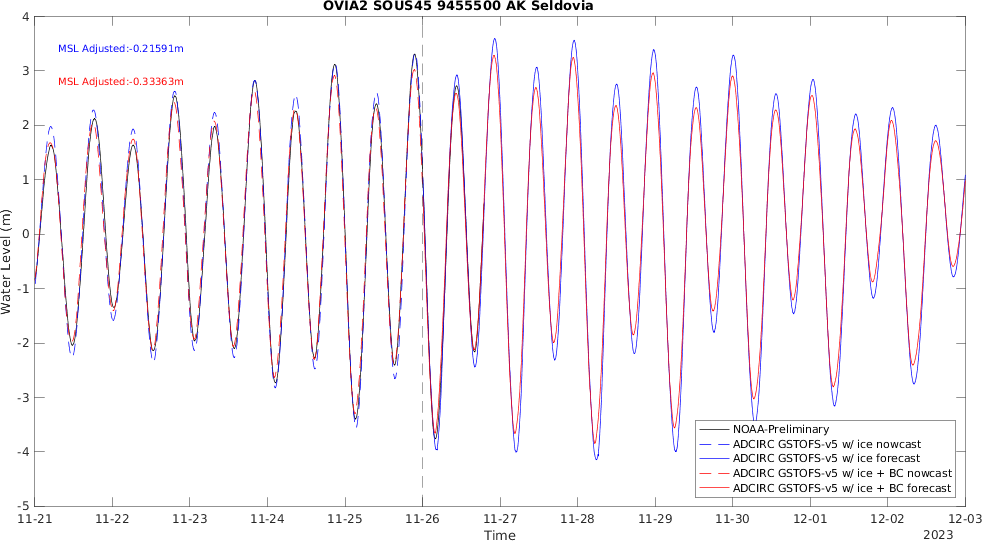 OVIA2 SOUS45 9455500 AK Seldovia
MSL Adjusted:-0.21591m
MSL Adjusted:-0.33363m
4
3
2
1
0
-1
-2
-3
-4
-5
Water Level (m)
NOAA-Preliminary
ADCIRC GSTOFS-v5 w/ ice nowcast
ADCIRC GSTOFS-v5 w/ ice forecast
ADCIRC GSTOFS-v5 w/ ice + BC nowcast
ADCIRC GSTOFS-v5 w/ ice + BC forecast
11-21 11-22 11-23 11-24 11-25 11-26 11-27 11-28 11-29 11-30 12-01 12-02 12-03
Time
2023